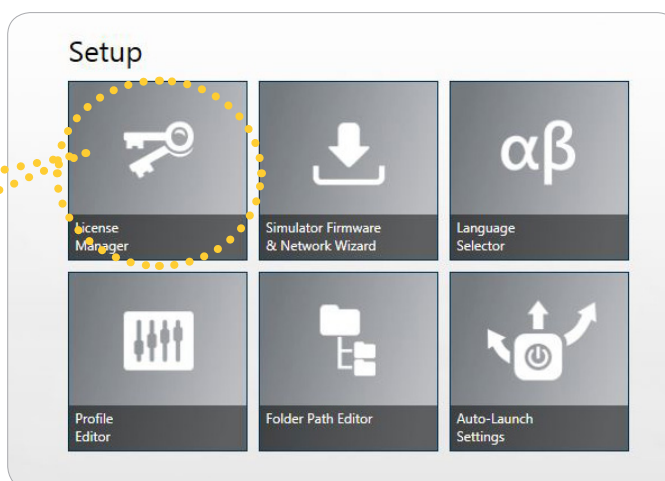 Setup
License
Manager
Simulator Firmware
& Network Wizard
αβ
Language
Selector
Profile
Editor
Folder Path Editor
Auto-Launch
Settings